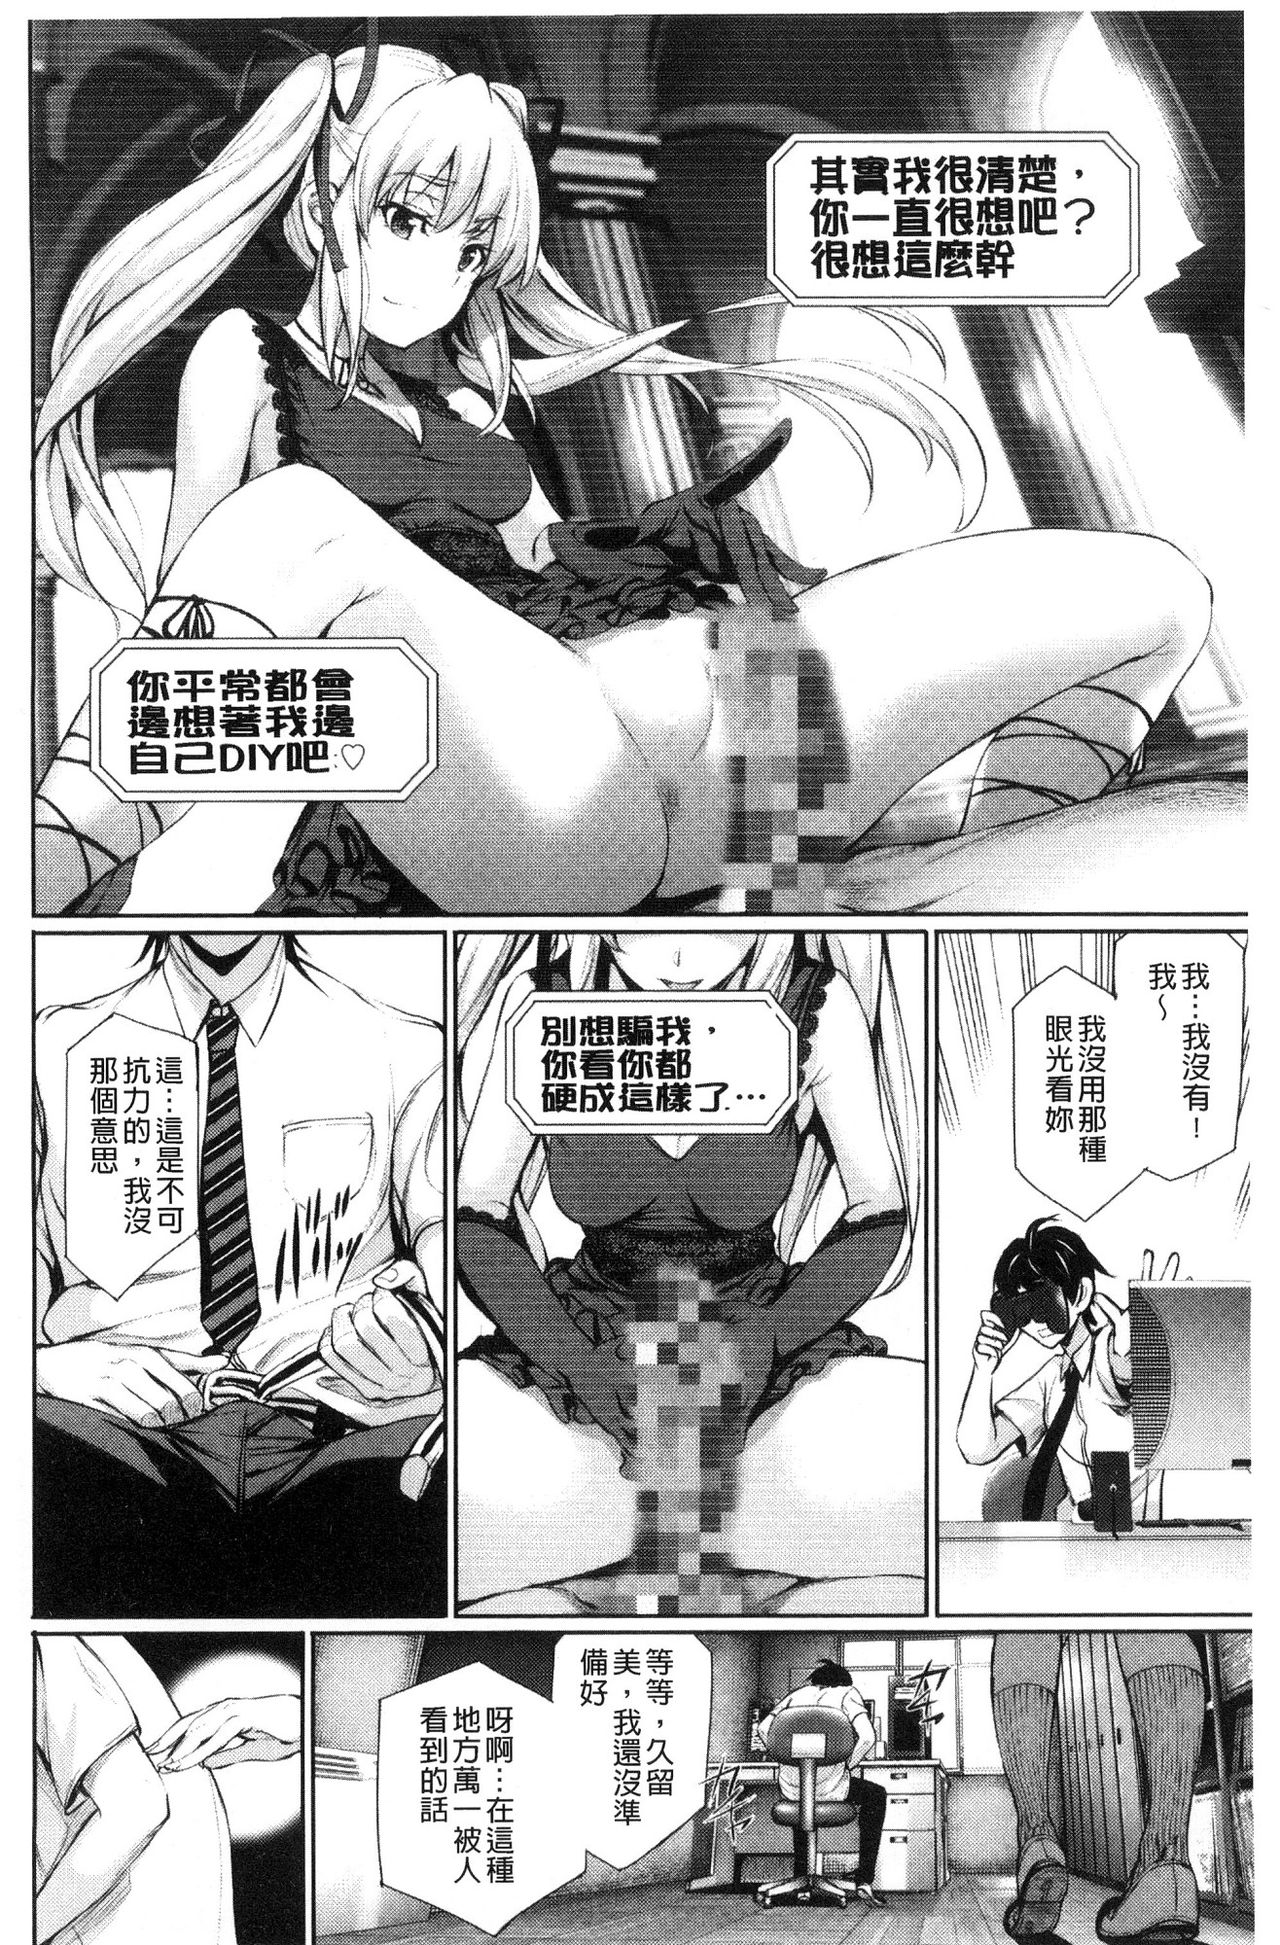 其實我很清楚，
你一直很想吧？
很想這麼幹
你平常都會
邊想著我邊
自己DIY吧♡
我…我沒有！
我～
我沒用那種
眼光看妳
別想騙我，
你看你都
硬成這樣了…
這…這是不可
抗力的，我沒
那個意思
等等，久留
美，我還沒準
備好
呀啊…在這種
地方萬一被人
看到的話